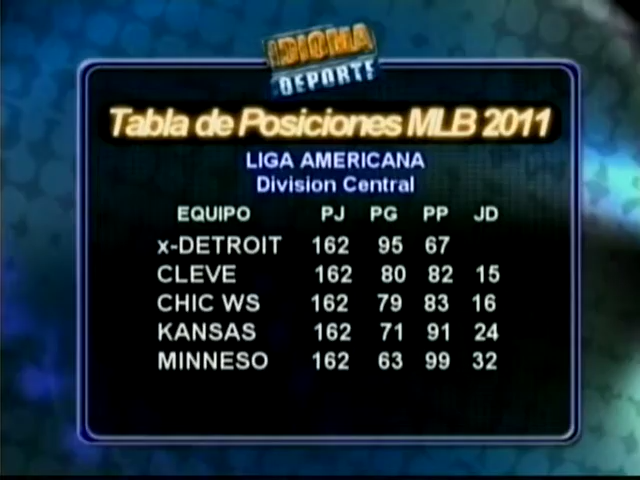 IDIOMA
DEPORTE
Tabla de Posiciones MLB 2011
LIGA AMERICANA
Division Central
EQUIPO PJ PG PP JD
x-DETROIT 162 95 67
CLEVE 162 80 82 15
CHIC WS 162 79 83 16
KANSAS 162 71 91 24
MINNESO 162 63 99 32